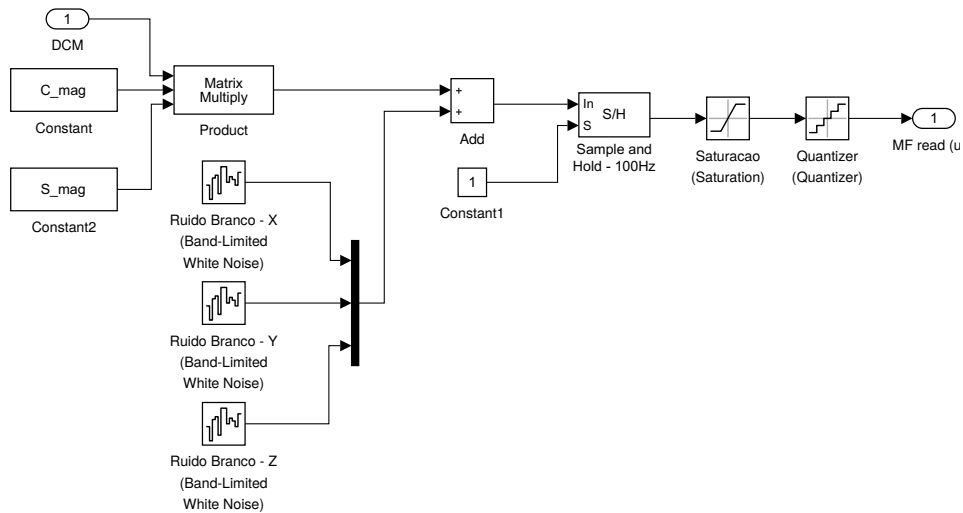 1
DCM
C_mag
Constant
S_mag
Constant2
Matrix
Multiply
Product
Ruido Branco - X
(Band-Limited
White Noise)
Ruido Branco - Y
(Band-Limited
White Noise)
Ruido Branco - Z
(Band-Limited
White Noise)
+
+
Add
1
Constant1
In
S
S/H
Sample and
Hold - 100Hz
Saturacao
(Saturation)
Quantizer
(Quantizer)
1
MF read (u